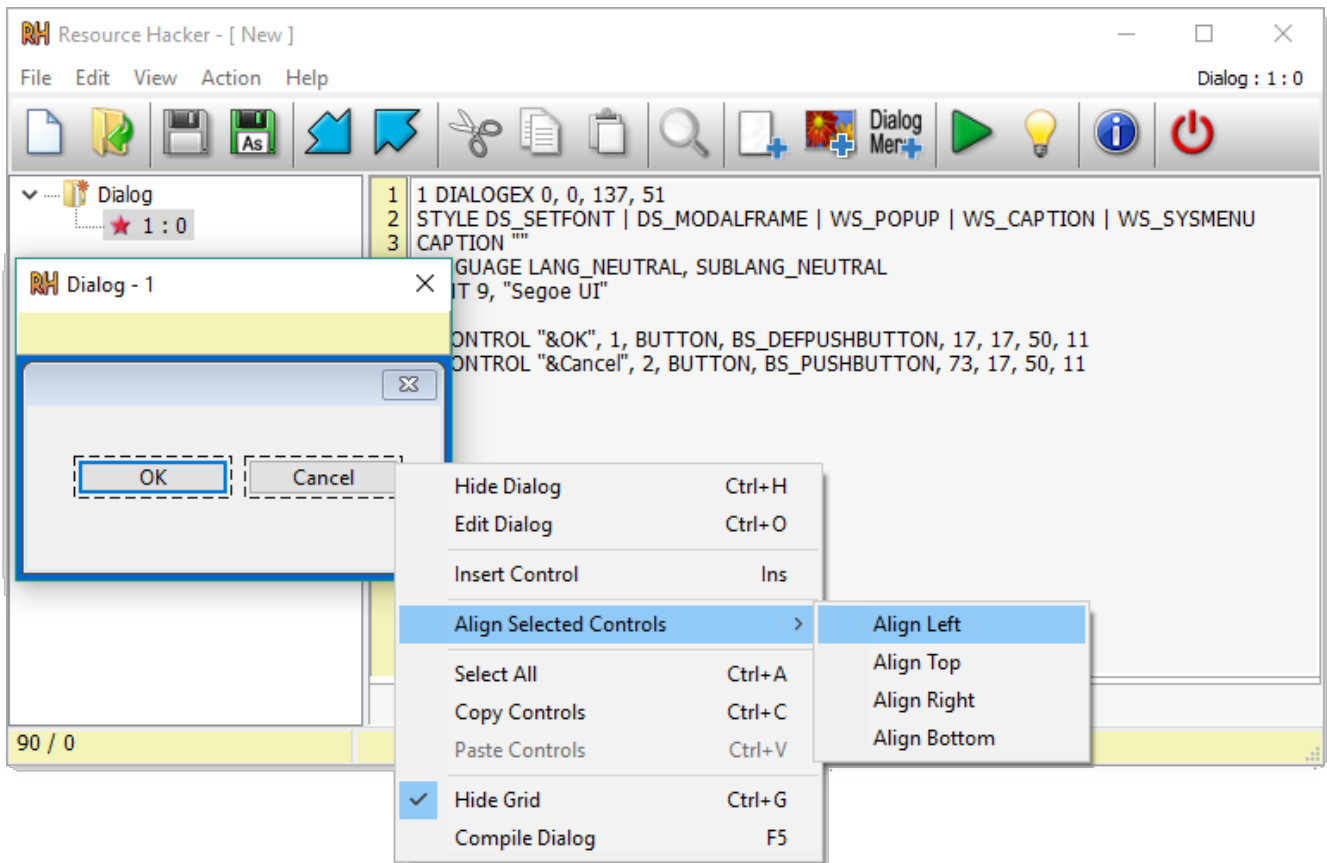 RH Resource Hacker - [ New ]
File Edit View Action Help Dialog : 1 : 0
As Dialog
Dialog
1 : 0
1 1 DIALOGEX 0, 0, 137, 51
2 STYLE DS_SETFONT | DS_MODALFRAME | WS_POPUP | WS_CAPTION | WS_SYSMENU
3 CAPTION ""
GUAGE LANG_NEUTRAL, SUBLANG_NEUTRAL
T 9, "Segoe UI"
ONTROL "&OK", 1, BUTTON, BS_DEFPUSHBUTTON, 17, 17, 50, 11
ONTROL "&Cancel", 2, BUTTON, BS_PUSHBUTTON, 73, 17, 50, 11
RH Dialog - 1
OK Cancel
Hide Dialog Ctrl+H
Edit Dialog Ctrl+O
Insert Control Ins
Align Selected Controls
Align Left
Align Top
Align Right
Align Bottom
Select All Ctrl+A
Copy Controls Ctrl+C
Paste Controls Ctrl+V
Hide Grid Ctrl+G
Compile Dialog F5
90 / 0